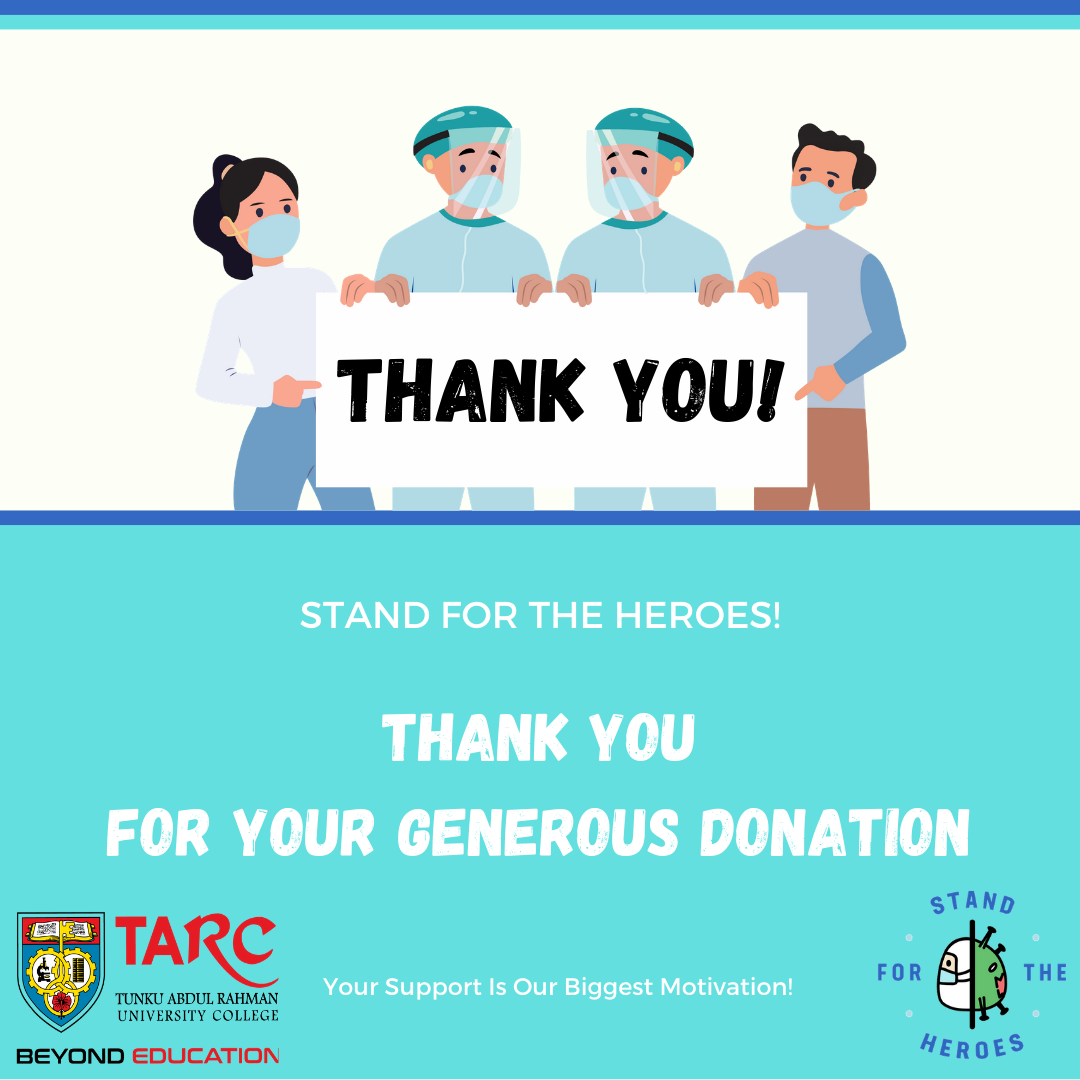 THANK YOU!
STAND FOR THE HEROES!
THANK YOU
FOR YOUR GENEROUS DONATION
TARC
TUNKU ABDUL RAHMAN
UNIVERSITY COLLEGE
BEYOND EDUCATION
Your Support Is Our Biggest Motivation!
STAND
FOR THE
HEROES